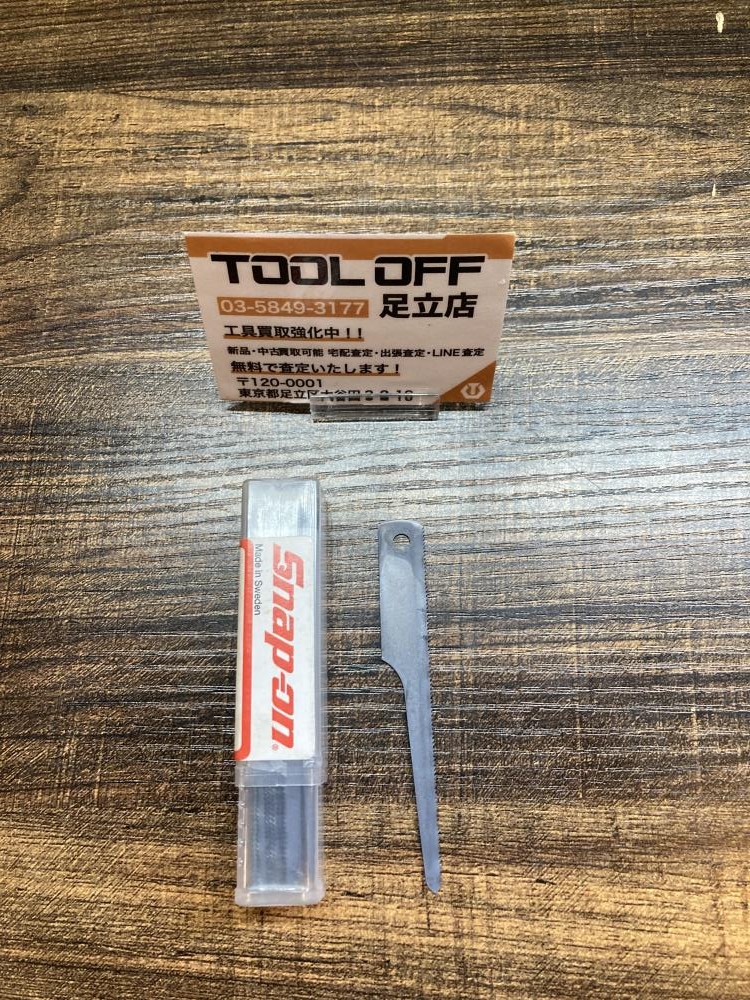 TOOL OFF
03-5849-3177 足立店
工具買取強化中！！
新品・中古買取可能 宅配査定・出張査定・LINE査定
無料で査定いたします！
〒120-0001
東京都足立区大谷田
Snap-on®
Made in Sweden